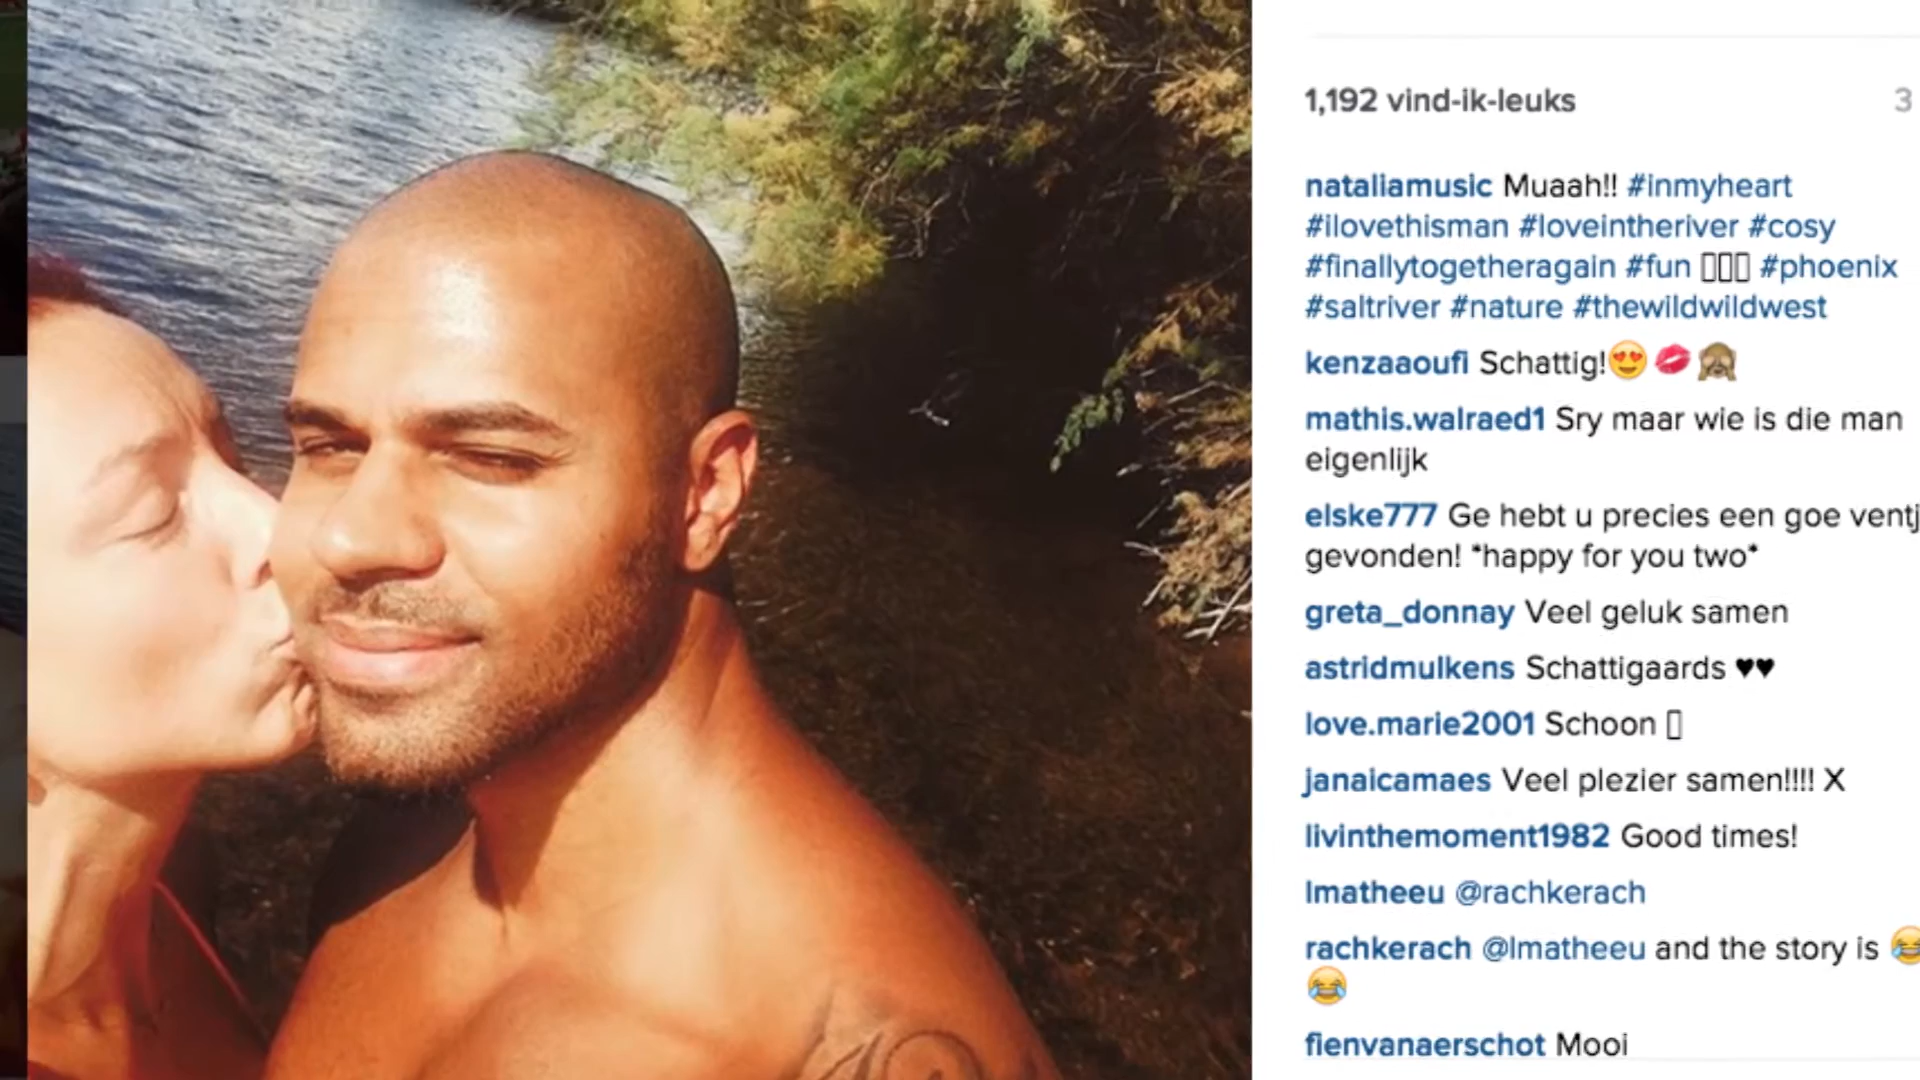 1,192 vind-ik-leuks 3
nataliamusic Muaah!! #inmyheart
#ilovethisman #loveintheriver #cosy
#finallytogetheragain #fun #phoenix
#saltriver #nature #thewildwildwest
kenzaaoufi Schattig!😍💋🙈
mathis.walraed1 Sry maar wie is die man
eigenlijk
elske777 Ge hebt u precies een goe ventj
gevonden! *happy for you two*
greta_donnay Veel geluk samen
astridmulkens Schattigaards ♥♥
love.marie2001 Schoon
janaicamaes Veel plezier samen!!!! X
livinthemoment1982 Good times!
lmatheeu @rachkerach
rachkerach @lmatheeu and the story is 😂
😂
fienvanaerschot Mooi